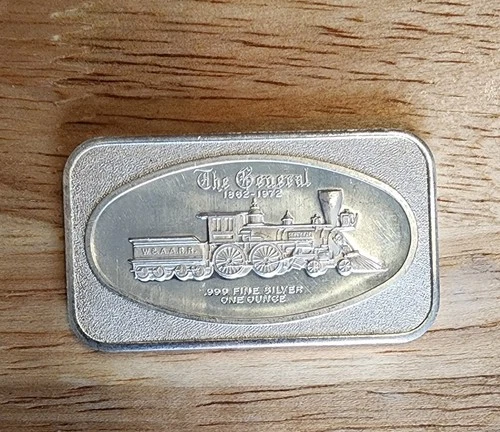 The General
1862-1972
W. & A. R.R.
.999 FINE SILVER
ONE OUNCE